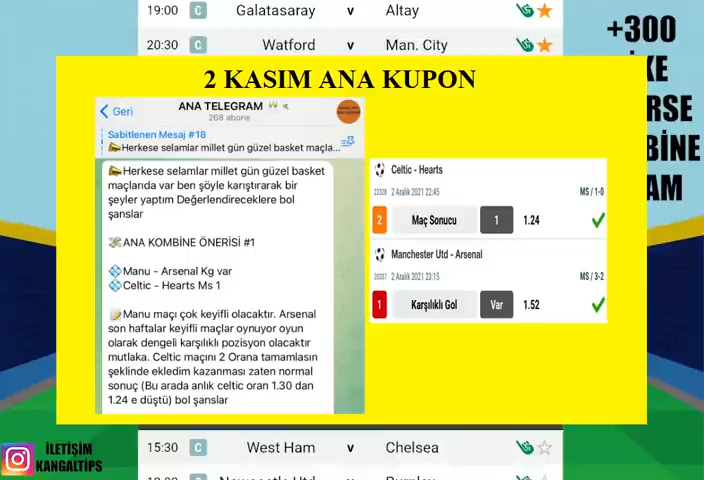 19:00 C Galatasaray v Altay
20:30 C Watford v Man. City
+300
2 KASIM ANA KUPON
Geri
ANA TELEGRAM
268 abone
Sabitlenen Mesaj #18
Herkese selamlar millet gün güzel basket maçla...
Herkese selamlar millet gün güzel basket
maçlarıda var ben şöyle karıştırarak bir
şeyler yaptım Değerlendireceklere bol
şanslar
ANA KOMBİNE ÖNERİSİ #1
Manu - Arsenal Kg var
Celtic - Hearts Ms 1
Manu maçı çok keyifli olacaktır. Arsenal
son haftalar keyifli maçlar oynuyor oyun
olarak dengeli karşılıklı pozisyon olacaktır
mutlaka. Celtic maçını 2 Orana tamamlasın
şeklinde ekledim kazanması zaten normal
sonuç (Bu arada anlık celtic oran 1.30 dan
1.24 e düştü) bol şanslar
Celtic - Hearts
2 Aralık 2021 22:45 MS / 1-0
2 Maç Sonucu 1 1.24
Manchester Utd - Arsenal
2 Aralık 2021 23:15 MS / 3-2
1 Karşılıklı Gol Var 1.52
İLETİŞİM
KANGALTİPS
15:30 C West Ham v Chelsea